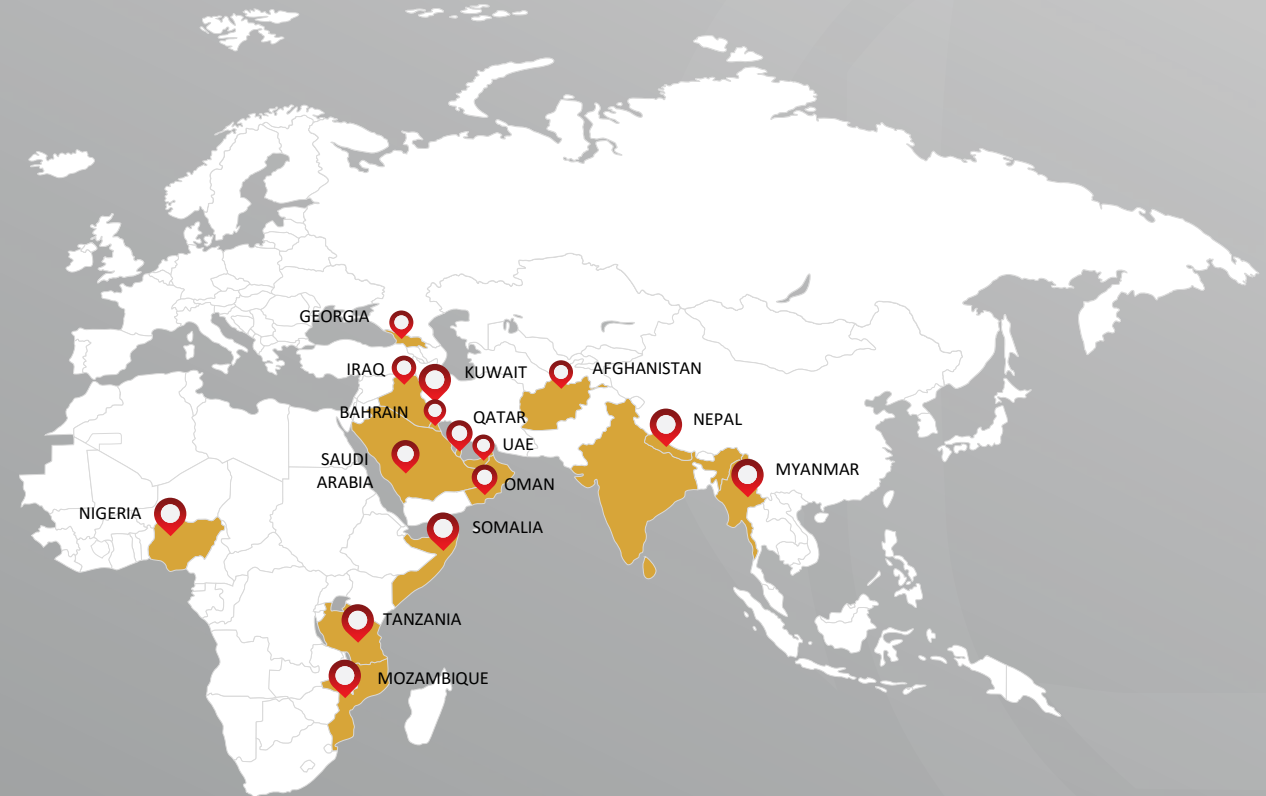 GEORGIA
IRAQ
KUWAIT
AFGHANISTAN
BAHRAIN
QATAR
NEPAL
UAE
SAUDI
ARABIA
MYANMAR
OMAN
NIGERIA
SOMALIA
TANZANIA
MOZAMBIQUE